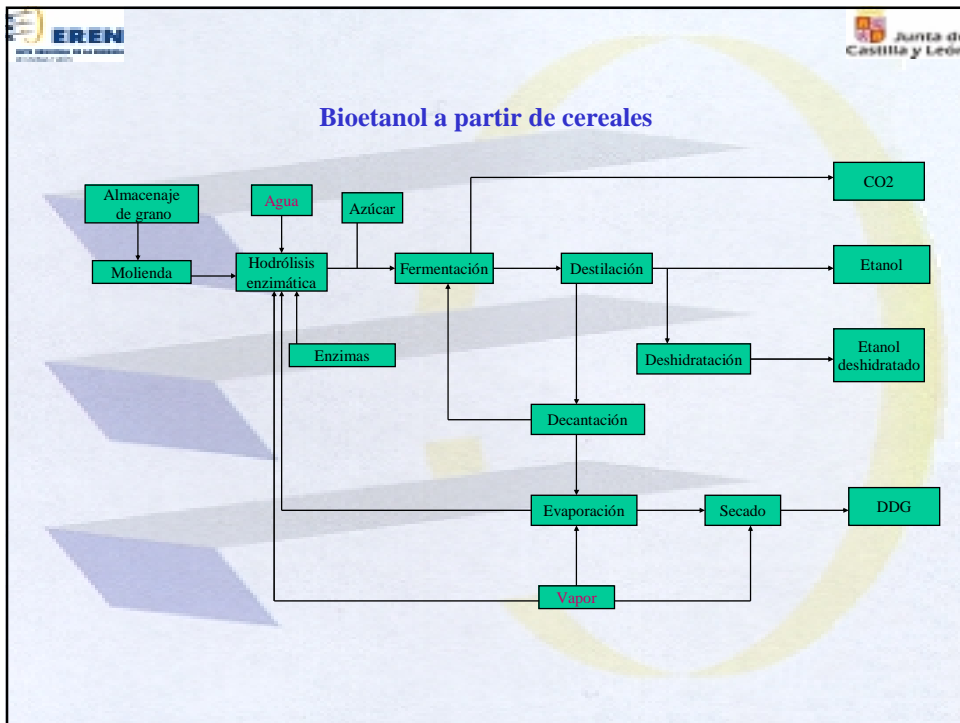 EREN
Junta de
Castilla y León
Bioetanol a partir de cereales
Almacenaje
de grano
Agua
Azúcar
CO2
Molienda
Hodrólisis
enzimática
Fermentación
Destilación
Etanol
Enzimas
Deshidratación
Etanol
deshidratado
Decantación
Evaporación
Secado
DDG
Vapor